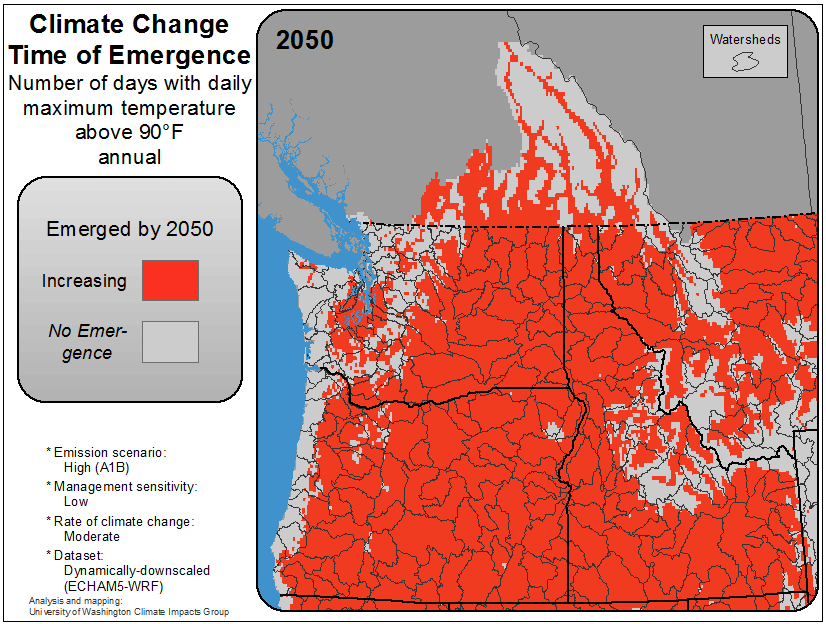 Climate Change
Time of Emergence
Number of days with daily
maximum temperature
above 90°F
annual
Emerged by 2050
Increasing
No Emer-
gence
* Emission scenario:
High (A1B)
* Management sensitivity:
Low
* Rate of climate change:
Moderate
* Dataset:
Dynamically-downscaled
(ECHAM5-WRF)
Analysis and mapping:
University of Washington Climate Impacts Group
2050
Watersheds